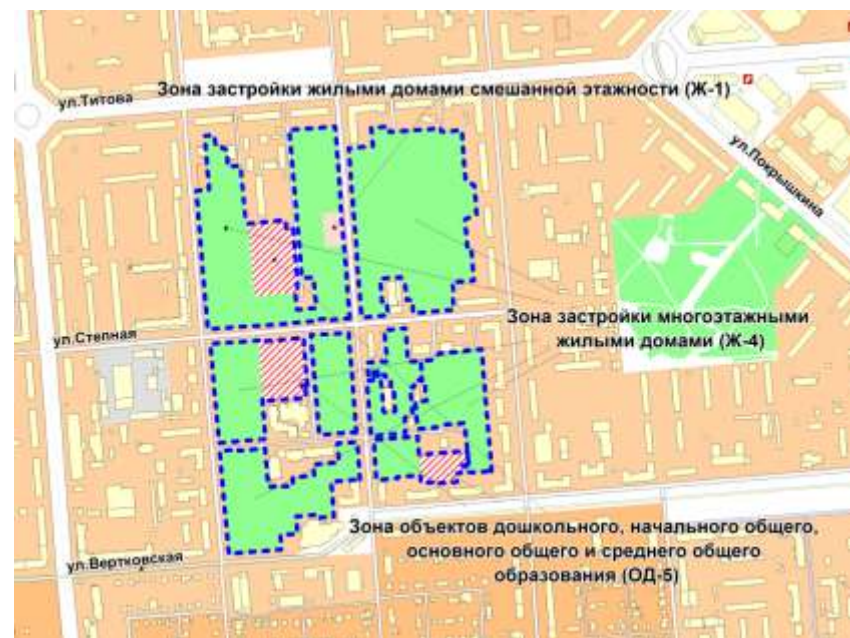 Зона застройки жилыми домами смешанной этажности (Ж-1)
ул.Титова
ул.Покрышкина
Зона застройки многоэтажными
жилыми домами (Ж-4)
ул.Степная
Зона объектов дошкольного, начального общего,
основного общего и среднего общего
образования (ОД-5)
ул.Вертковская